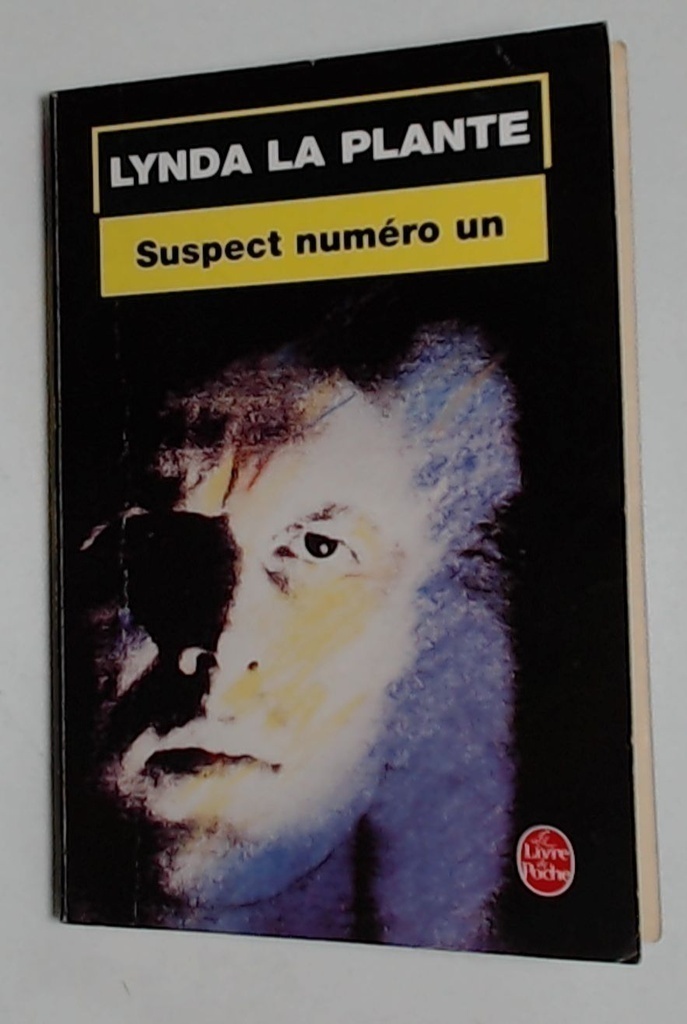 LYNDA LA PLANTE
Suspect numéro un
Le
Livre
de
Poche